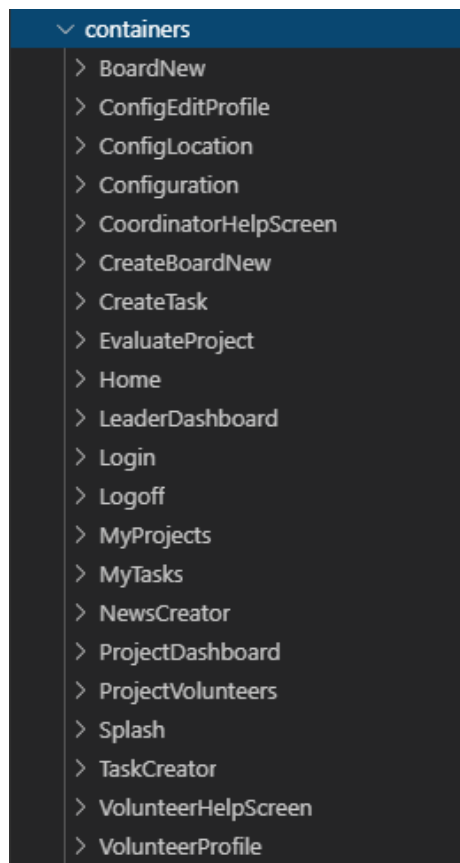 containers
BoardNew
ConfigEditProfile
ConfigLocation
Configuration
CoordinatorHelpScreen
CreateBoardNew
CreateTask
EvaluateProject
Home
LeaderDashboard
Login
Logoff
MyProjects
MyTasks
NewsCreator
ProjectDashboard
ProjectVolunteers
Splash
TaskCreator
VolunteerHelpScreen
VolunteerProfile